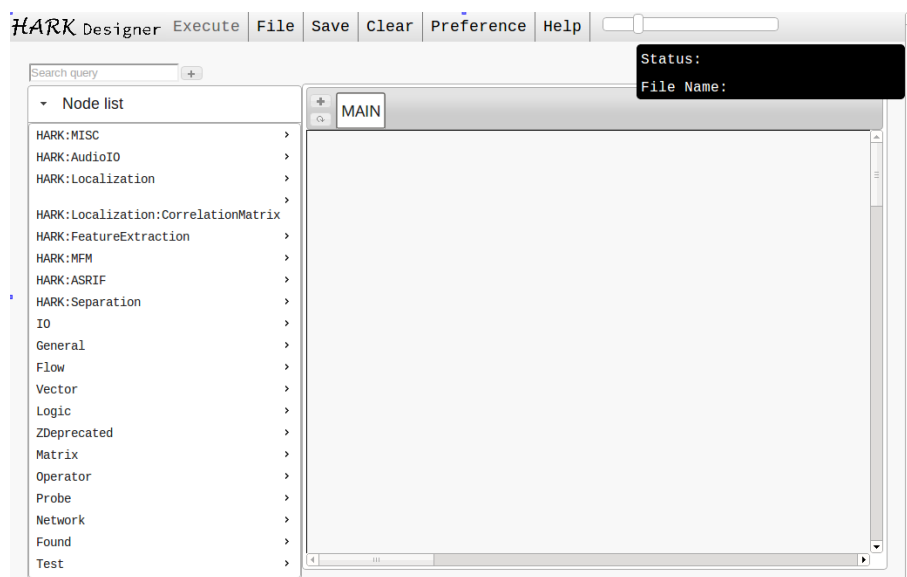 HARK Designer Execute File Save Clear Preference Help
Status:
File Name:
Search query
Node list
MAIN
HARK:MISC
HARK:AudioIO
HARK:Localization
HARK:Localization:CorrelationMatrix
HARK:FeatureExtraction
HARK:MFM
HARK:ASRIF
HARK:Separation
IO
General
Flow
Vector
Logic
ZDeprecated
Matrix
Operator
Probe
Network
Found
Test